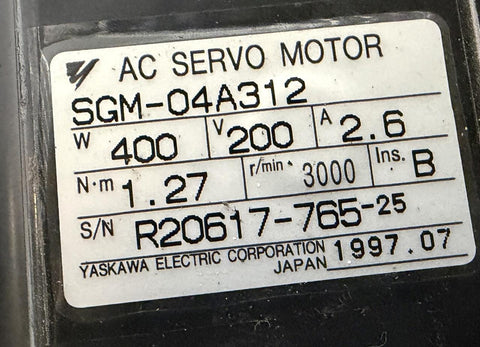 AC SERVO MOTOR
SGM-04A312
W 400 V 200 A 2.6
N·m 1.27 r/min 3000 Ins. B
S/N R20617-765-25
YASKAWA ELECTRIC CORPORATION 1997.07
JAPAN